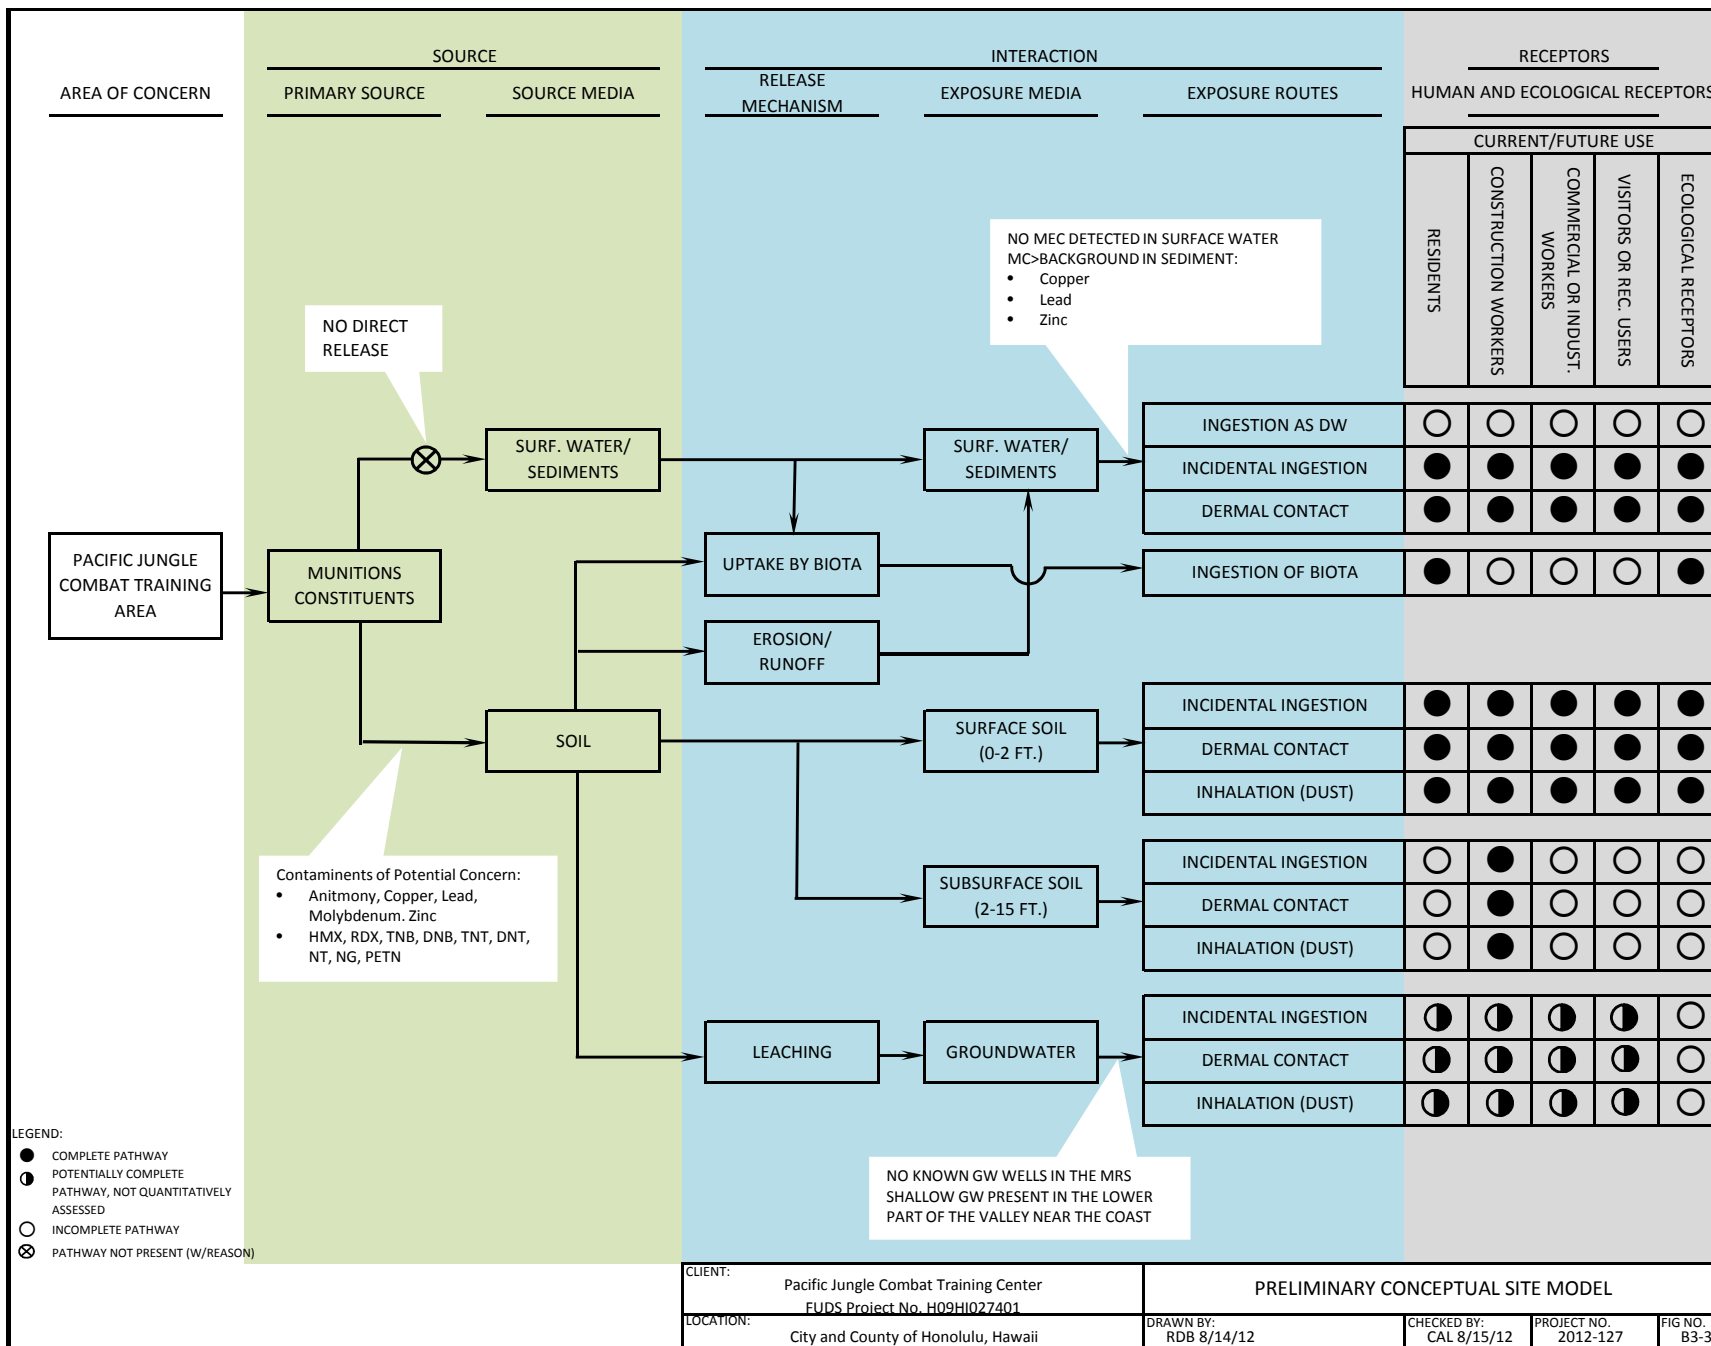 SOURCE
INTERACTION
RECEPTORS
AREA OF CONCERN
PRIMARY SOURCE
SOURCE MEDIA
RELEASE
MECHANISM
EXPOSURE MEDIA
EXPOSURE ROUTES
HUMAN AND ECOLOGICAL RECEPTORS
CURRENT/FUTURE USE
RESIDENTS
CONSTRUCTION WORKERS
COMMERCIAL OR INDUST.
WORKERS
VISITORS OR REC. USERS
ECOLOGICAL RECEPTORS
NO MEC DETECTED IN SURFACE WATER
MC>BACKGROUND IN SEDIMENT:
• Copper
• Lead
• Zinc
NO DIRECT
RELEASE
SURF. WATER/
SEDIMENTS
SURF. WATER/
SEDIMENTS
INGESTION AS DW
INCIDENTAL INGESTION
DERMAL CONTACT
PACIFIC JUNGLE
COMBAT TRAINING
AREA
MUNITIONS
CONSTITUENTS
UPTAKE BY BIOTA
INGESTION OF BIOTA
EROSION/
RUNOFF
SOIL
SURFACE SOIL
(0-2 FT.)
INCIDENTAL INGESTION
DERMAL CONTACT
INHALATION (DUST)
Contaminents of Potential Concern:
• Anitmony, Copper, Lead,
Molybdenum. Zinc
• HMX, RDX, TNB, DNB, TNT, DNT,
NT, NG, PETN
SUBSURFACE SOIL
(2-15 FT.)
INCIDENTAL INGESTION
DERMAL CONTACT
INHALATION (DUST)
LEACHING
GROUNDWATER
INCIDENTAL INGESTION
DERMAL CONTACT
INHALATION (DUST)
NO KNOWN GW WELLS IN THE MRS
SHALLOW GW PRESENT IN THE LOWER
PART OF THE VALLEY NEAR THE COAST
LEGEND:
COMPLETE PATHWAY
POTENTIALLY COMPLETE
PATHWAY, NOT QUANTITATIVELY
ASSESSED
INCOMPLETE PATHWAY
PATHWAY NOT PRESENT (W/REASON)
CLIENT:
Pacific Jungle Combat Training Center
FUDS Project No. H09HI027401
PRELIMINARY CONCEPTUAL SITE MODEL
LOCATION:
City and County of Honolulu, Hawaii
DRAWN BY:
RDB 8/14/12
CHECKED BY:
CAL 8/15/12
PROJECT NO.
2012-127
FIG NO.
B3-3